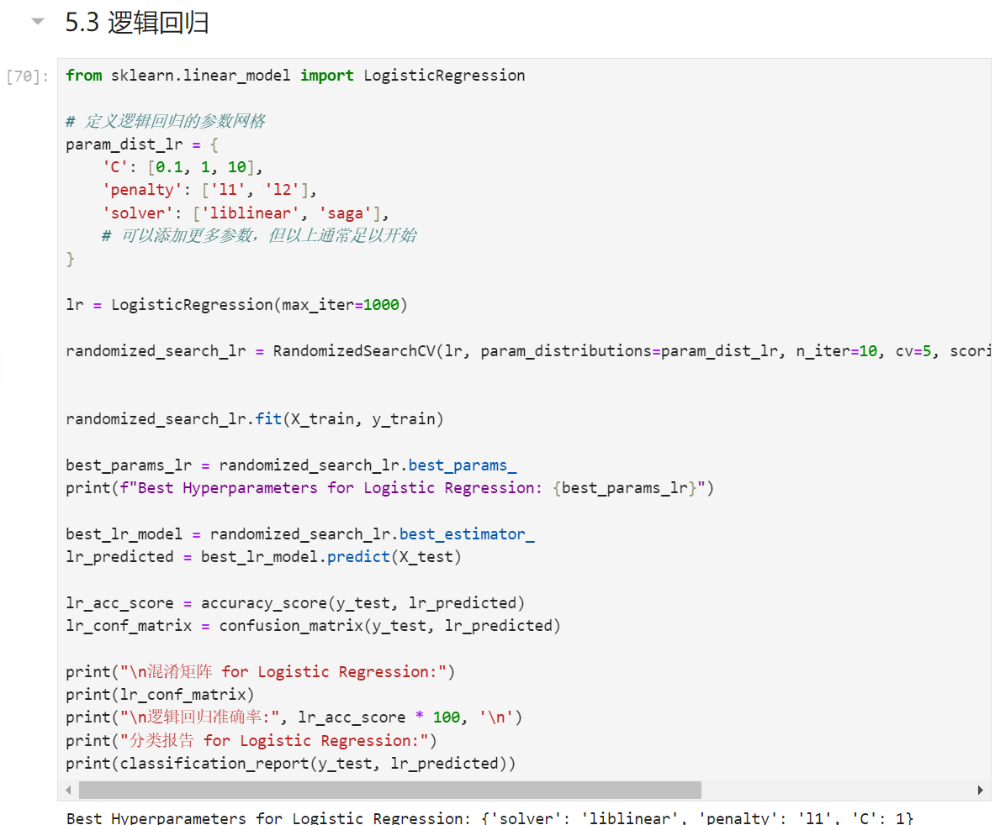 5.3 逻辑回归
[70]:
from sklearn.linear_model import LogisticRegression
# 定义逻辑回归的参数网格
param_dist_lr = {
    'C': [0.1, 1, 10],
    'penalty': ['l1', 'l2'],
    'solver': ['liblinear', 'saga'],
    # 可以添加更多参数，但以上通常足以开始
}
lr = LogisticRegression(max_iter=1000)
randomized_search_lr = RandomizedSearchCV(lr, param_distributions=param_dist_lr, n_iter=10, cv=5, scori
randomized_search_lr.fit(X_train, y_train)
best_params_lr = randomized_search_lr.best_params_
print(f"Best Hyperparameters for Logistic Regression: {best_params_lr}")
best_lr_model = randomized_search_lr.best_estimator_
lr_predicted = best_lr_model.predict(X_test)
lr_acc_score = accuracy_score(y_test, lr_predicted)
lr_conf_matrix = confusion_matrix(y_test, lr_predicted)
print("\n混淆矩阵 for Logistic Regression:")
print(lr_conf_matrix)
print("\n逻辑回归准确率:", lr_acc_score * 100, '\n')
print("分类报告 for Logistic Regression:")
print(classification_report(y_test, lr_predicted))
Best Hyperparameters for Logistic Regression: {'solver': 'liblinear', 'penalty': 'l1', 'C': 1}